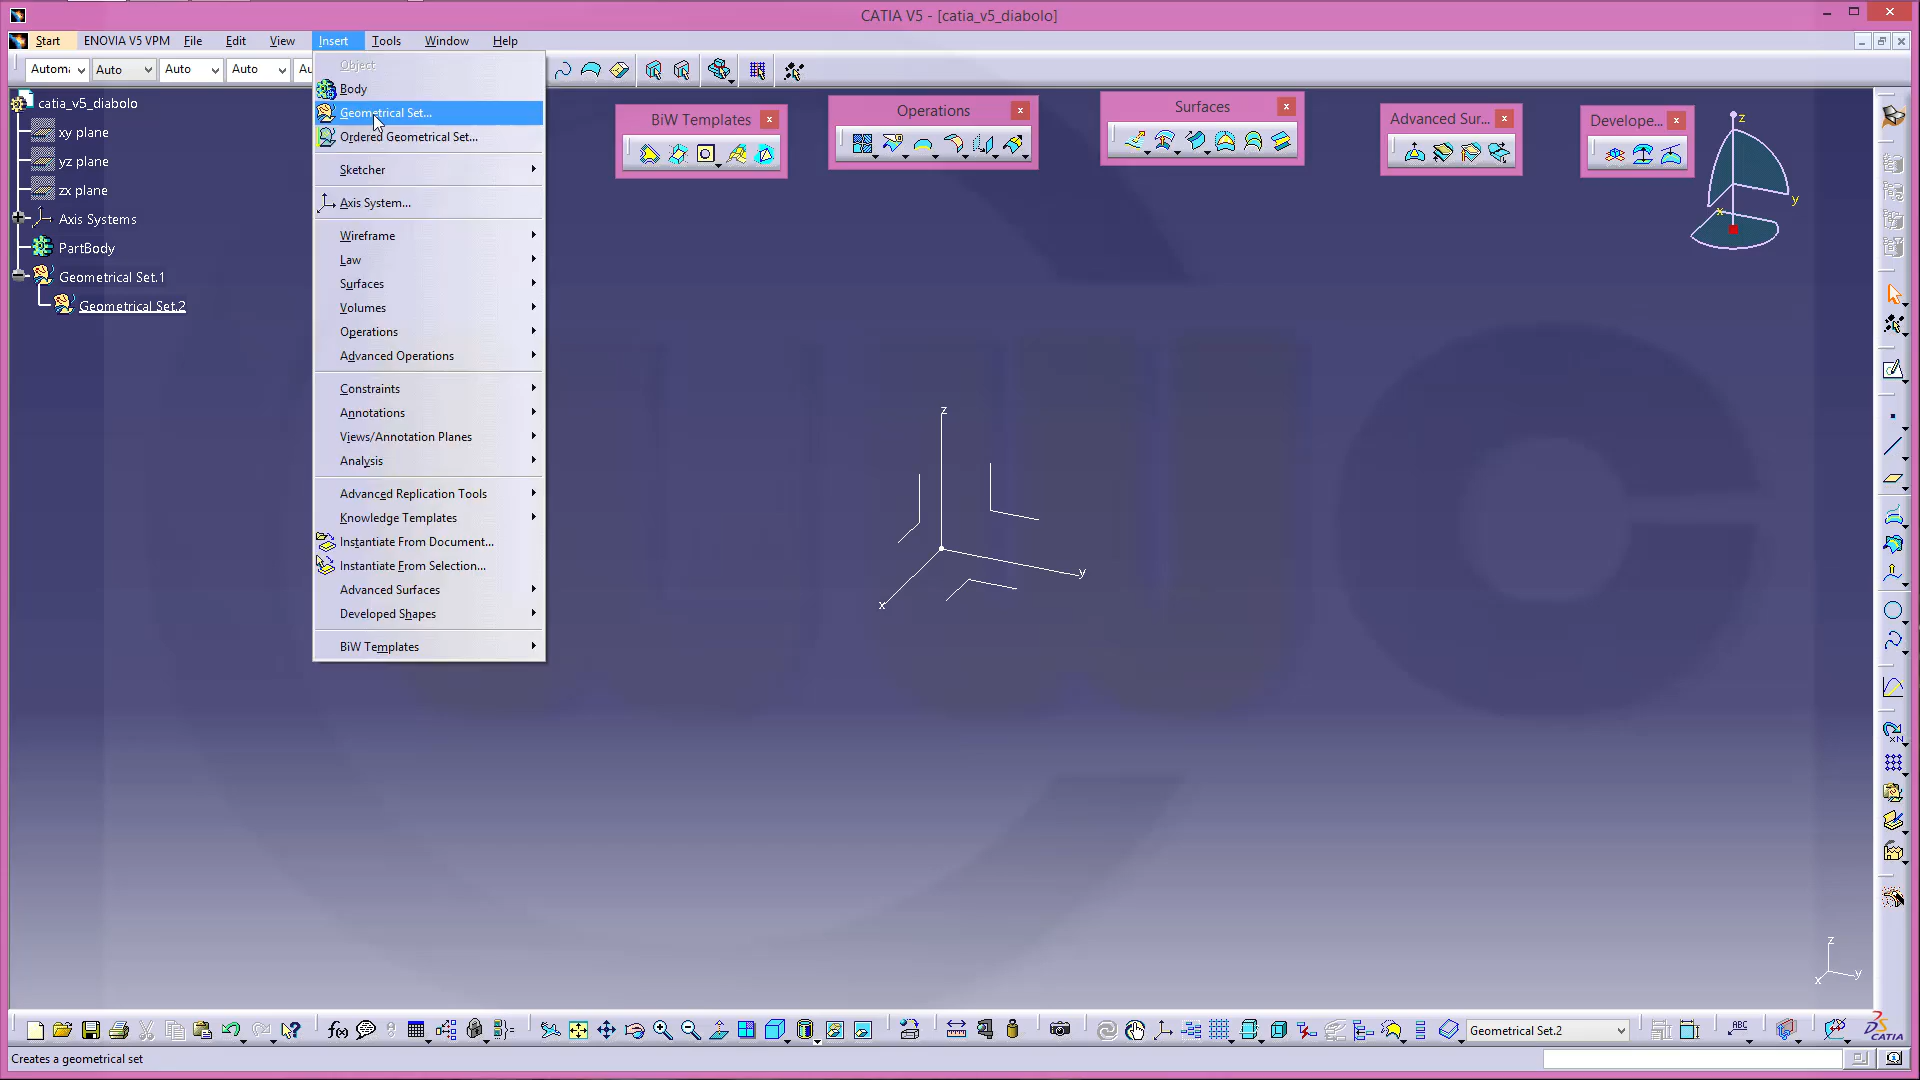 CATIA V5 - [catia_v5_diabolo]
Start ENOVIA V5 VPM File Edit View Insert Tools Window Help
Automa Auto Auto Auto Au
Object
Body
Geometrical Set...
Ordered Geometrical Set...
Sketcher
Axis System...
Wireframe
Law
Surfaces
Volumes
Operations
Advanced Operations
Constraints
Annotations
Views/Annotation Planes
Analysis
Advanced Replication Tools
Knowledge Templates
Instantiate From Document...
Instantiate From Selection...
Advanced Surfaces
Developed Shapes
BiW Templates
catia_v5_diabolo
xy plane
yz plane
zx plane
Axis Systems
PartBody
Geometrical Set.1
Geometrical Set.2
BiW Templates
Operations
Surfaces
Advanced Sur...
Develope...
z
y
x
z
y
x
z
y
x
Geometrical Set.2
ABC
CATIA
Creates a geometrical set